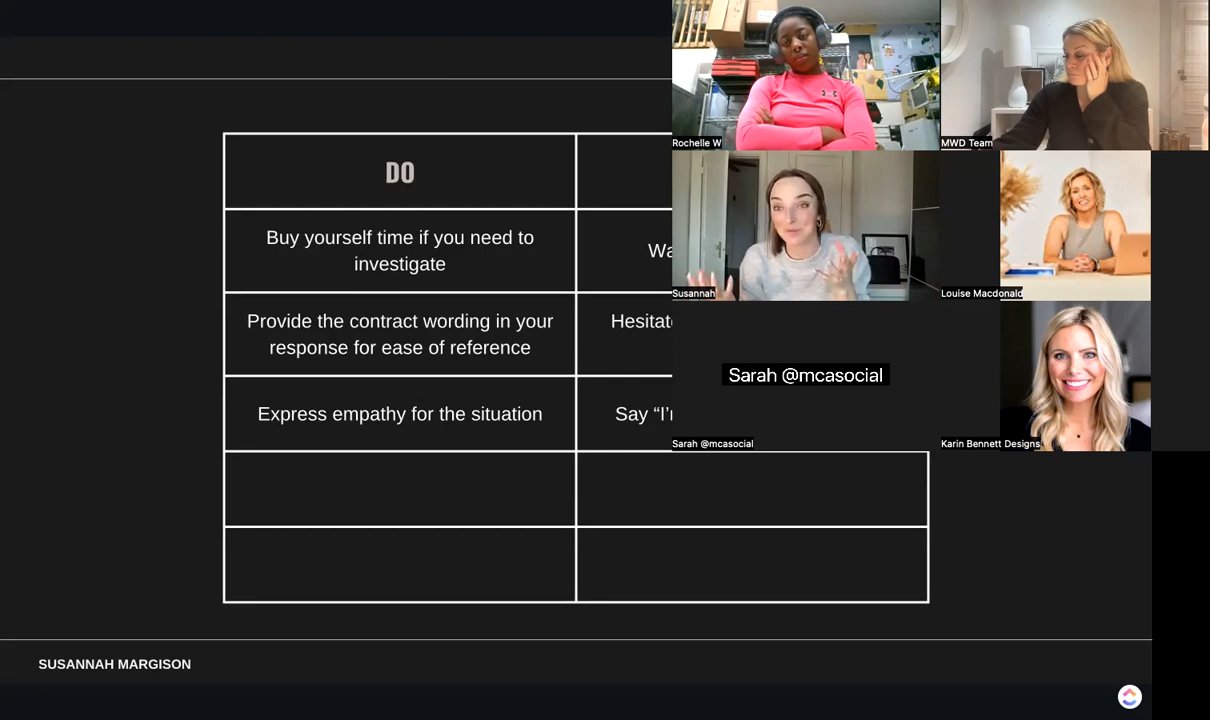 DO
Buy yourself time if you need to
investigate
Provide the contract wording in your
response for ease of reference
Express empathy for the situation
Say “I’
Rochelle W
MWD Team
Susannah
Louise Macdonald
Sarah @mcasocial
Sarah @mcasocial
Karin Bennett Designs
SUSANNAH MARGISON